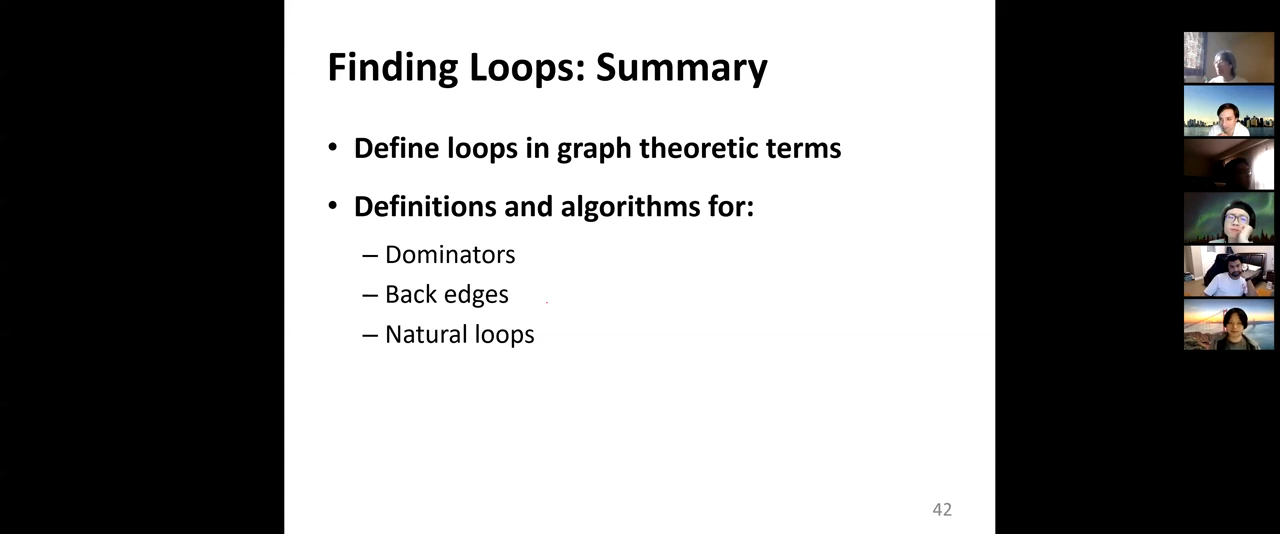 Finding Loops: Summary
• Define loops in graph theoretic terms
• Definitions and algorithms for:
– Dominators
– Back edges
– Natural loops
42